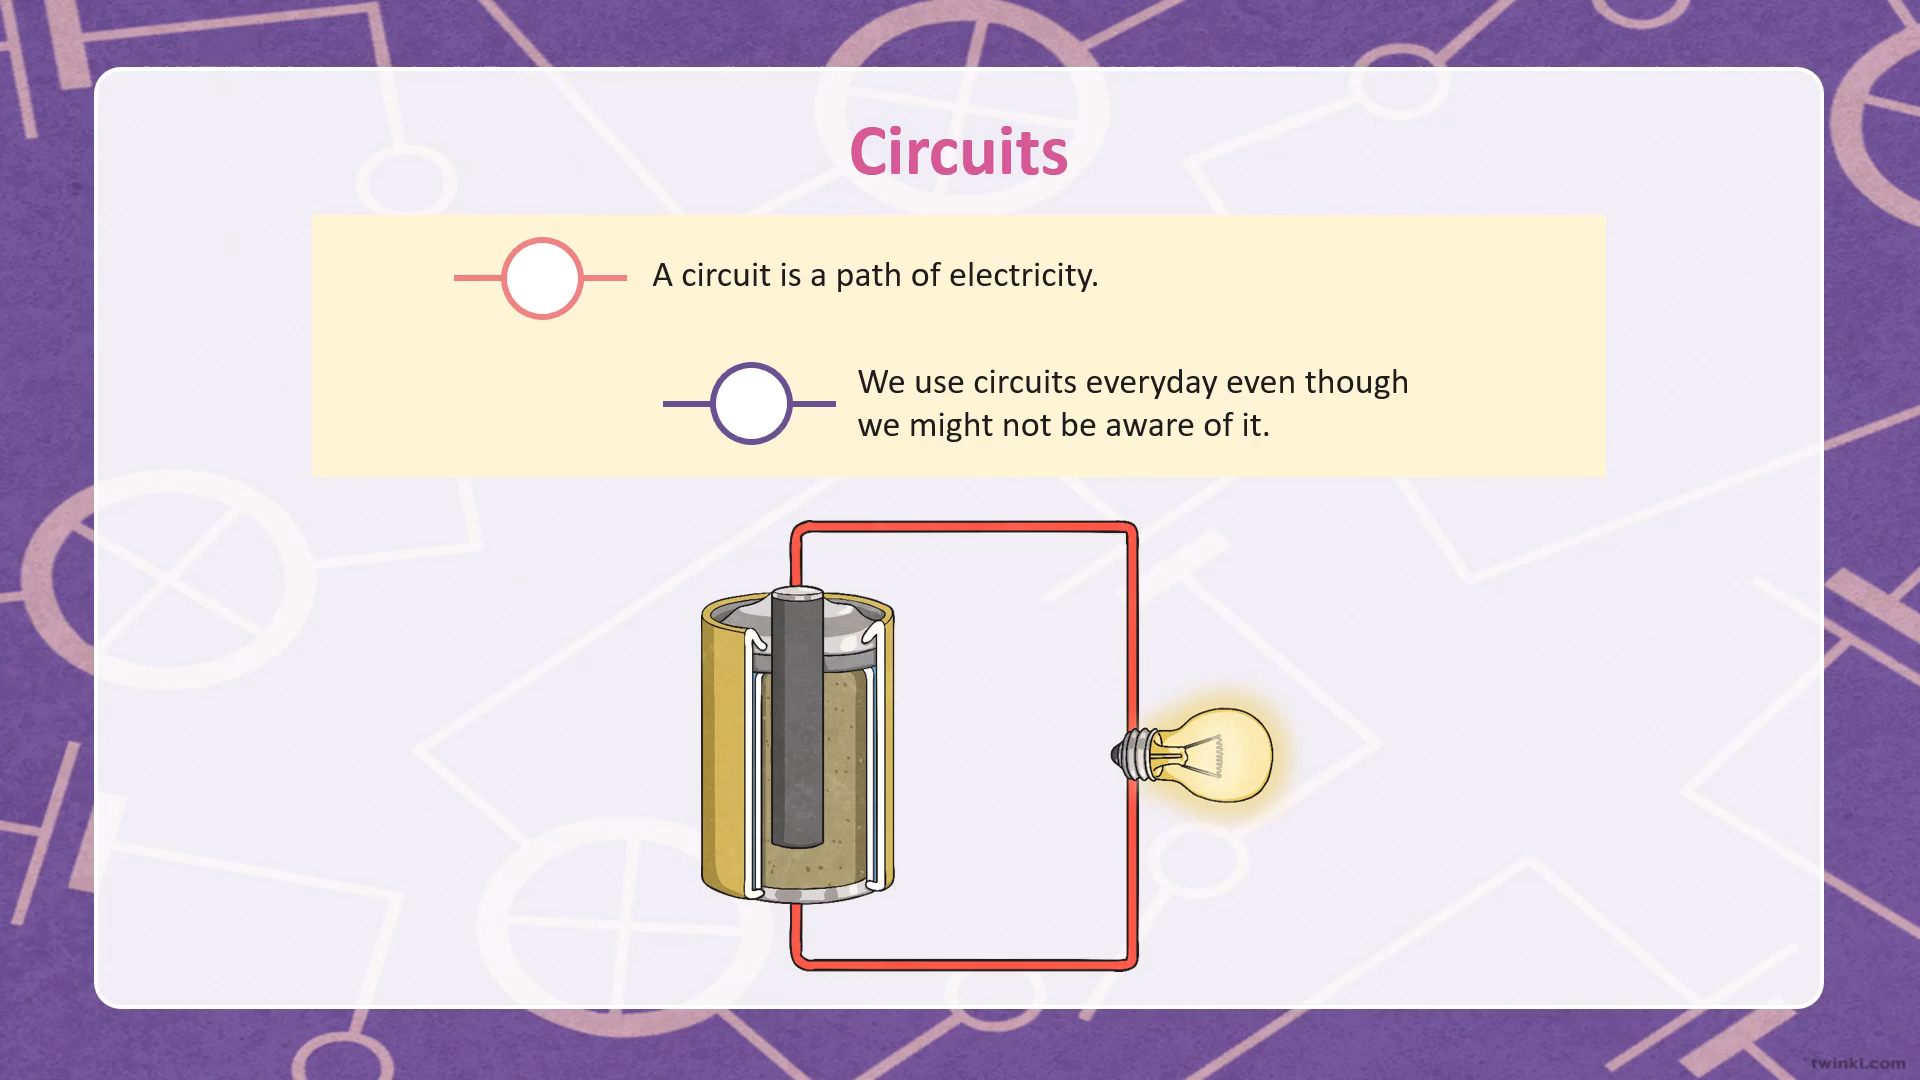 Circuits
A circuit is a path of electricity.
We use circuits everyday even though
we might not be aware of it.
twinkl.com